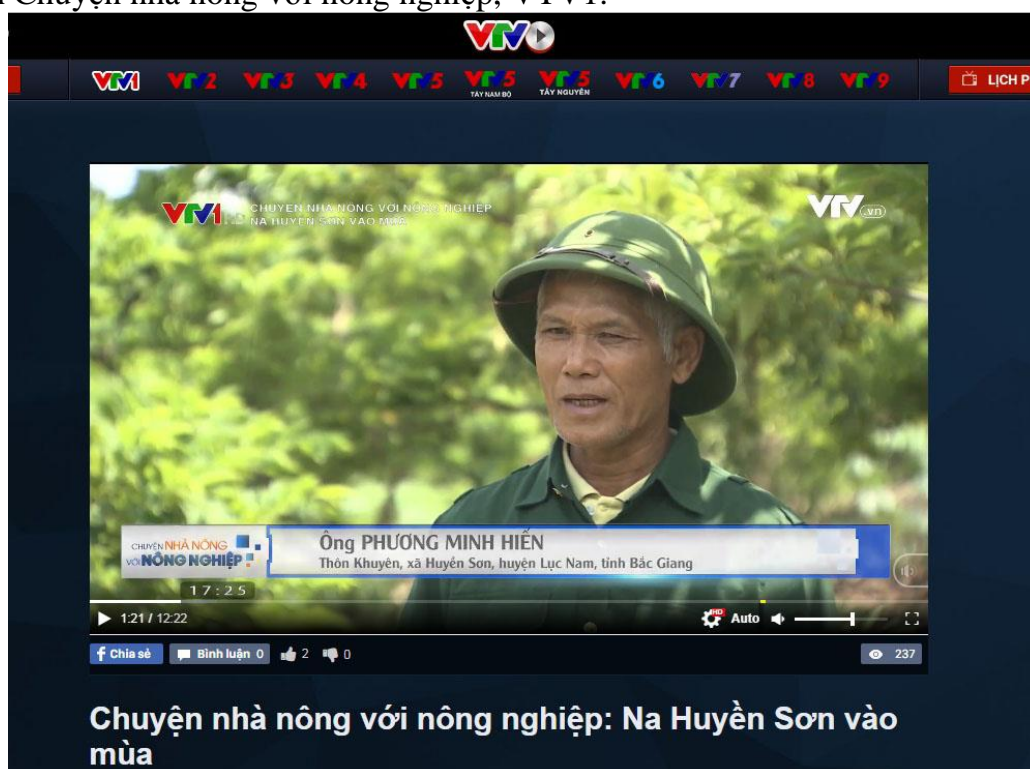 Chuyện nhà nông với nông nghiệp, VTV1.
VTV
VTV1 VTV2 VTV3 VTV4 VTV5 VTV5 VTV5 VTV6 VTV7 VTV8 VTV9 LỊCH P
TÂY NAM BỘ TÂY NGUYÊN
VTV1 CHUYỆN NHÀ NÔNG VỚI NÔNG NGHIỆP VTV.vn
NA HUYỀN SƠN VÀO MÙA
CHUYỆN NHÀ NÔNG
VỚI NÔNG NGHIỆP
Ông PHƯƠNG MINH HIẾN
Thôn Khuyên, xã Huyền Sơn, huyện Lục Nam, tỉnh Bắc Giang
17:25
1:21 / 12:22 HD Auto
Chia sẻ Bình luận 0 2 0 237
Chuyện nhà nông với nông nghiệp: Na Huyền Sơn vào
mùa